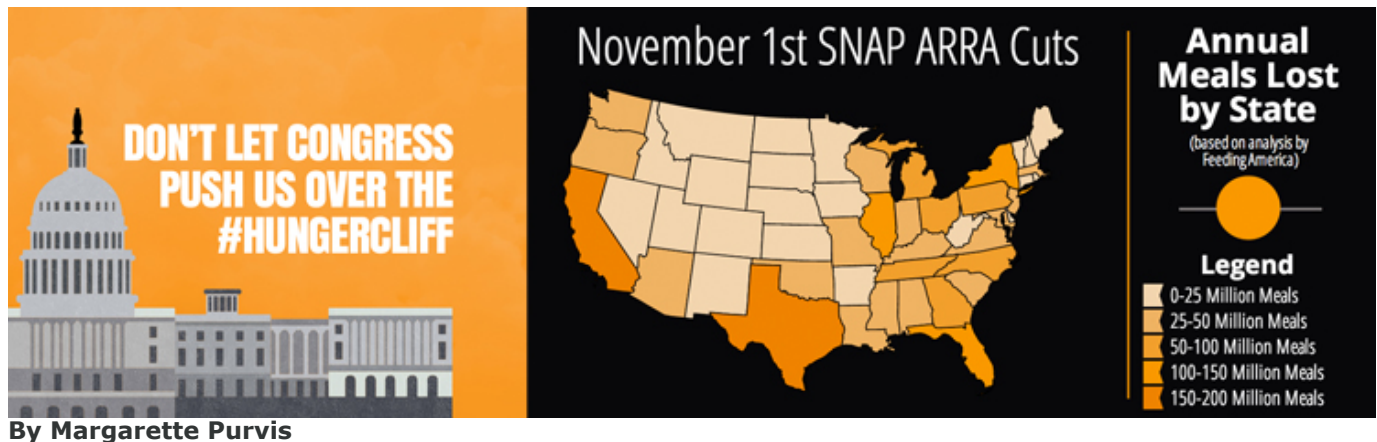 DON'T LET CONGRESS
PUSH US OVER THE
#HUNGERCLIFF
November 1st SNAP ARRA Cuts
Annual
Meals Lost
by State
(based on analysis by
Feeding America)
Legend
0-25 Million Meals
25-50 Million Meals
50-100 Million Meals
100-150 Million Meals
150-200 Million Meals
By Margarette Purvis